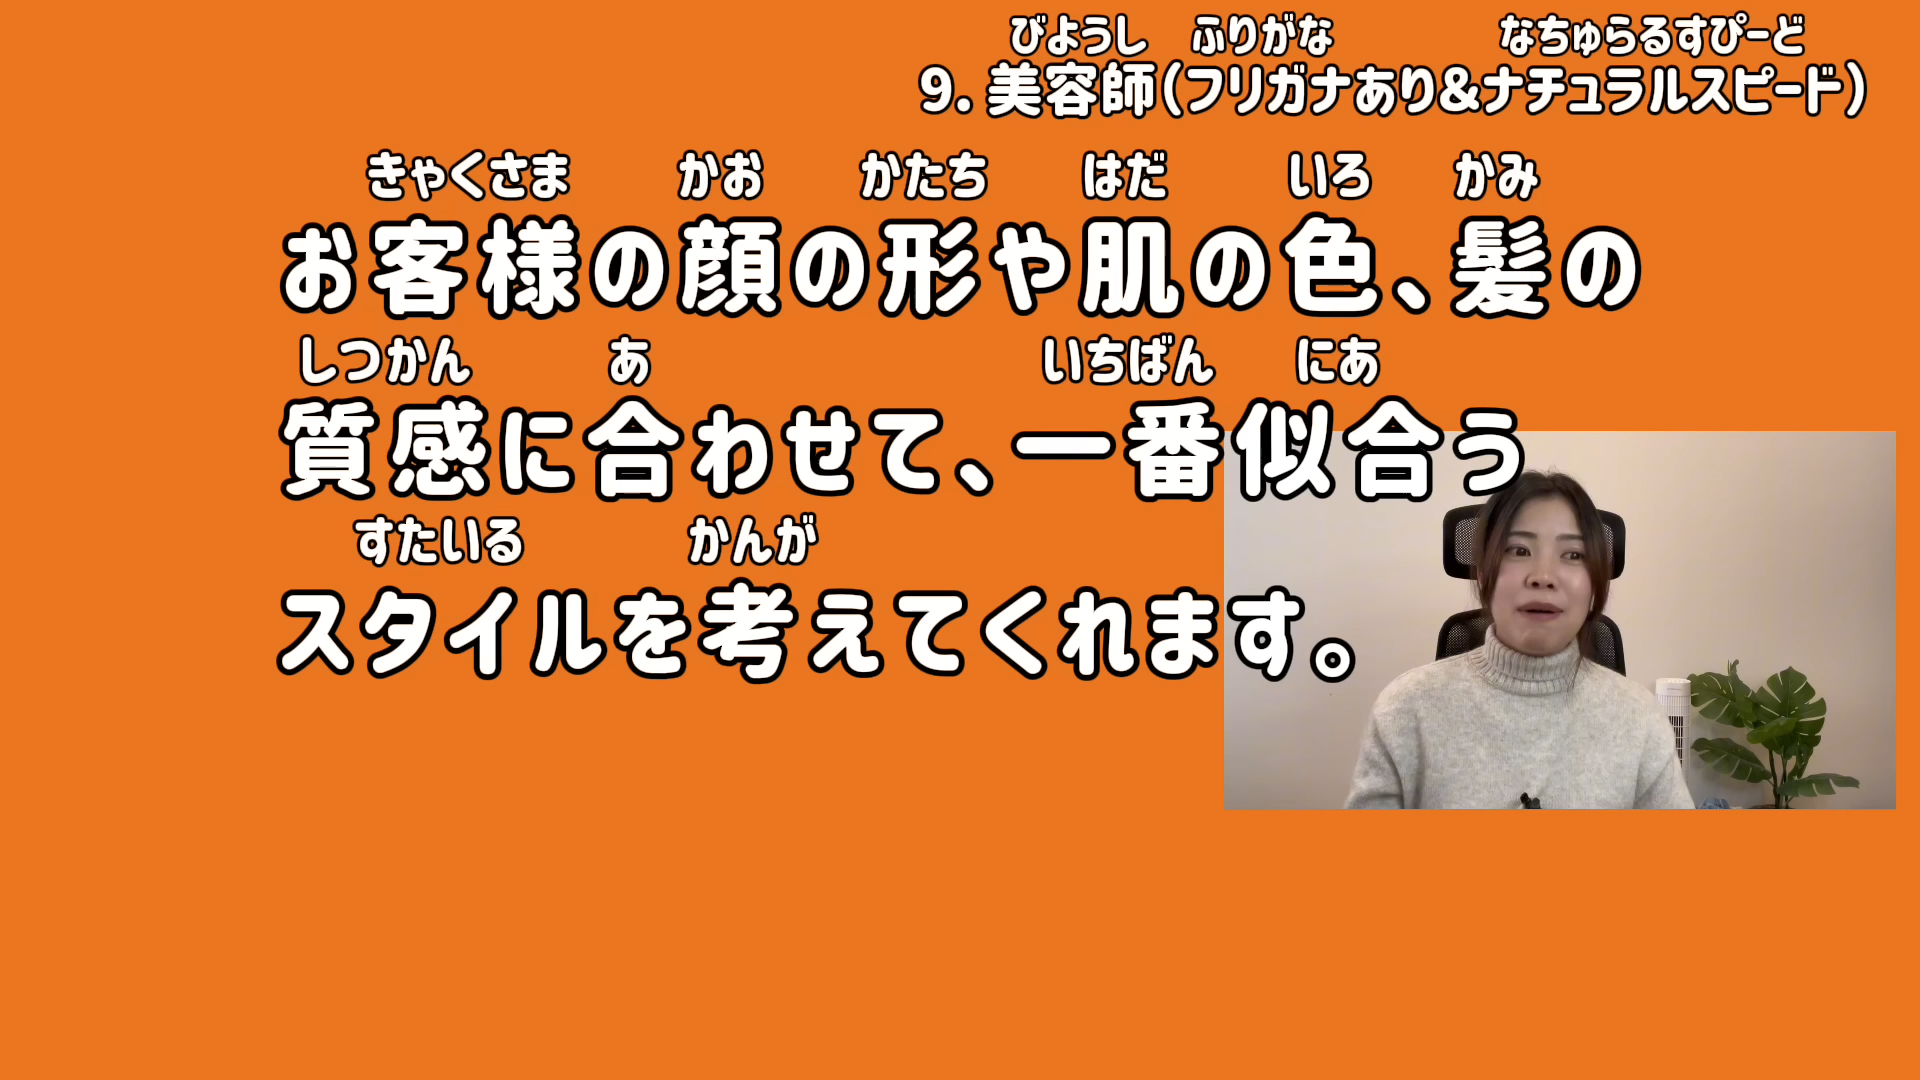 びようし ふりがな なちゅらるすぴーど
9. 美容師(フリガナあり&ナチュラルスピード)
きゃくさま かお かたち はだ いろ かみ
お客様の顔の形や肌の色、髪の
しつかん あ いちばん にあ
質感に合わせて、一番似合う
すたいる かんが
スタイルを考えてくれます。